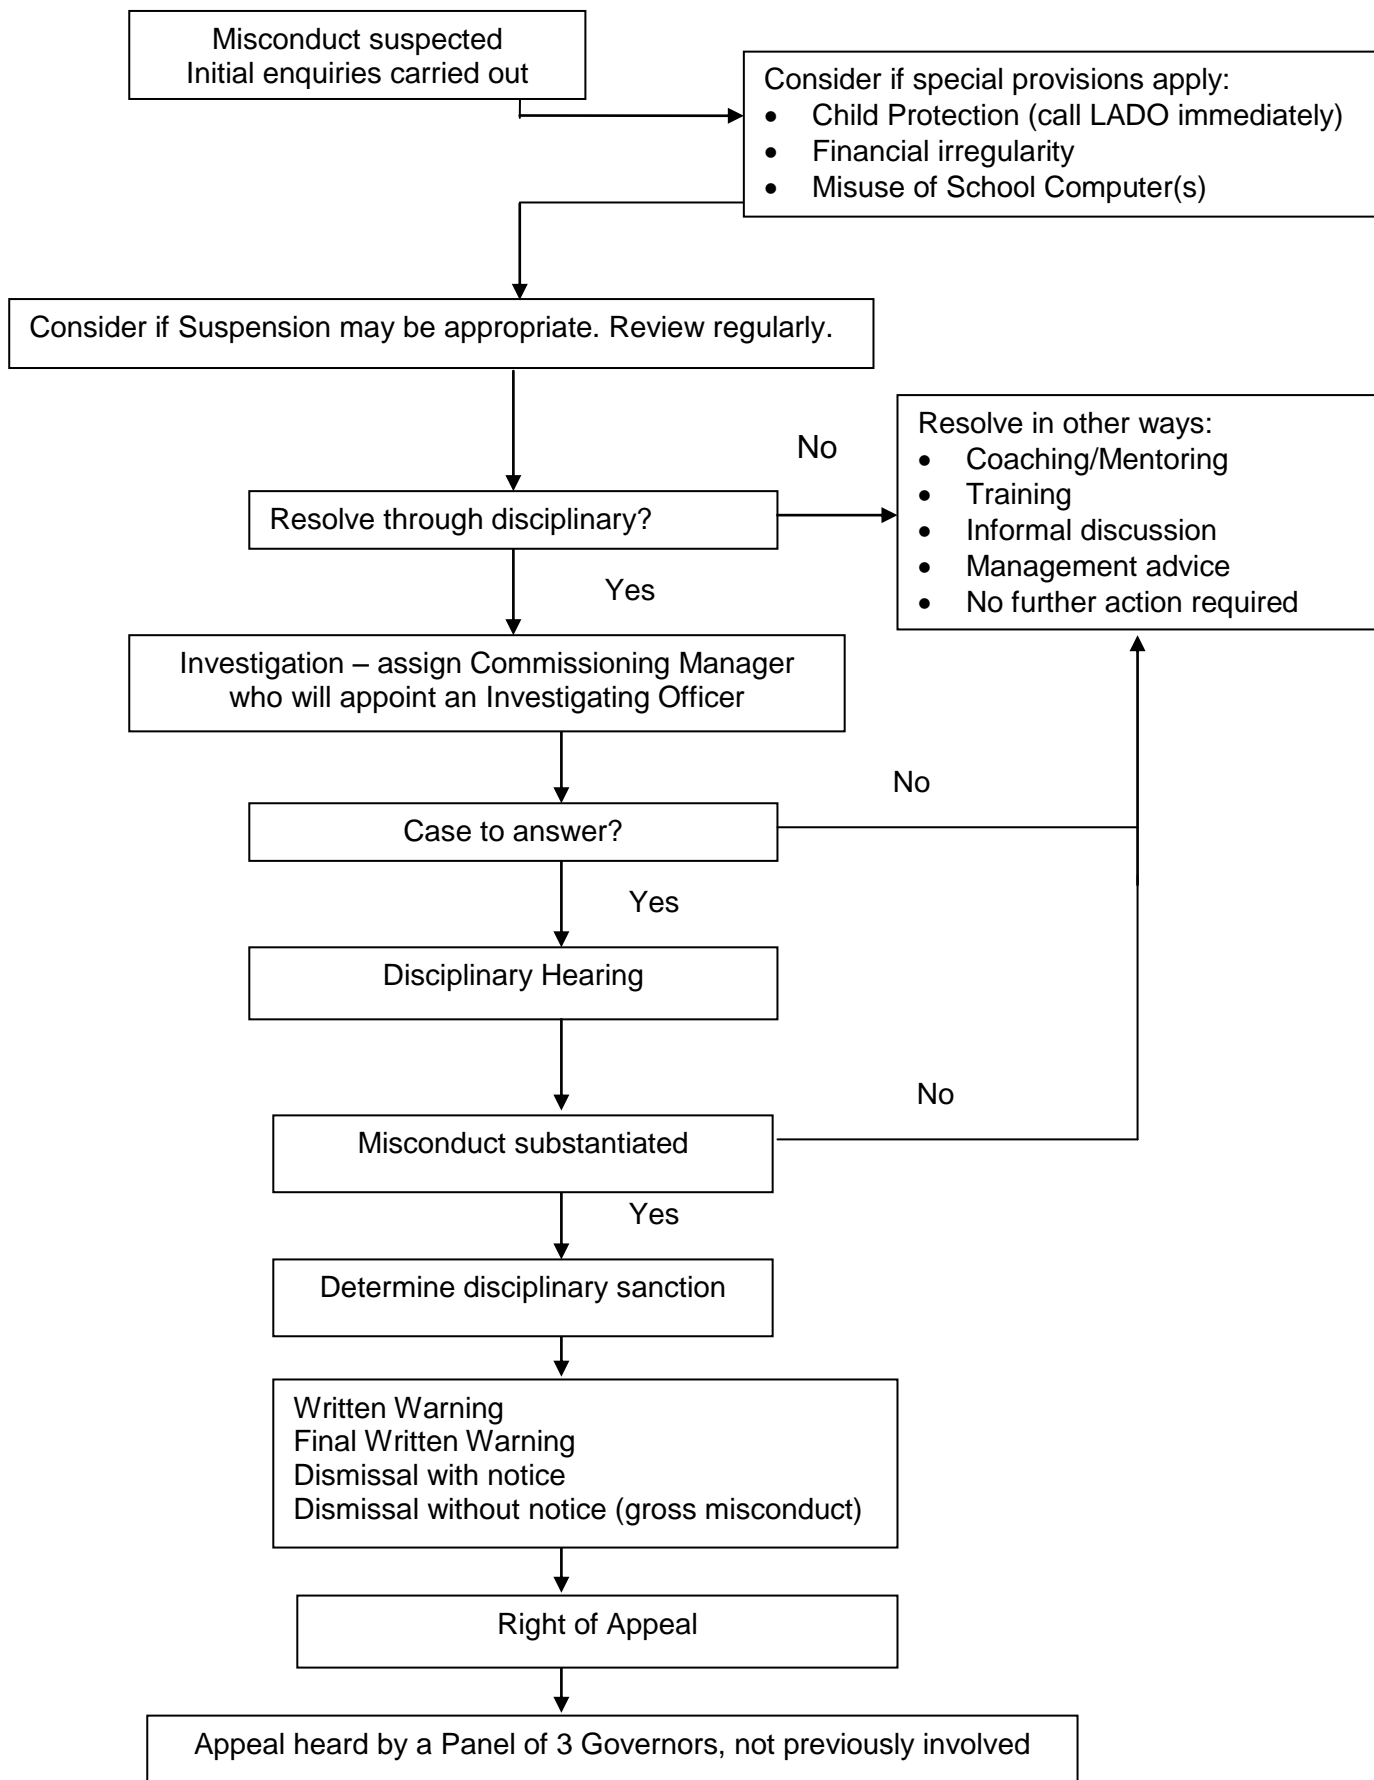 Misconduct suspected
Initial enquiries carried out
Consider if special provisions apply:
• Child Protection (call LADO immediately)
• Financial irregularity
• Misuse of School Computer(s)
Consider if Suspension may be appropriate. Review regularly.
No
Resolve in other ways:
• Coaching/Mentoring
• Training
• Informal discussion
• Management advice
• No further action required
Resolve through disciplinary?
Yes
Investigation – assign Commissioning Manager
who will appoint an Investigating Officer
No
Case to answer?
Yes
Disciplinary Hearing
No
Misconduct substantiated
Yes
Determine disciplinary sanction
Written Warning
Final Written Warning
Dismissal with notice
Dismissal without notice (gross misconduct)
Right of Appeal
Appeal heard by a Panel of 3 Governors, not previously involved